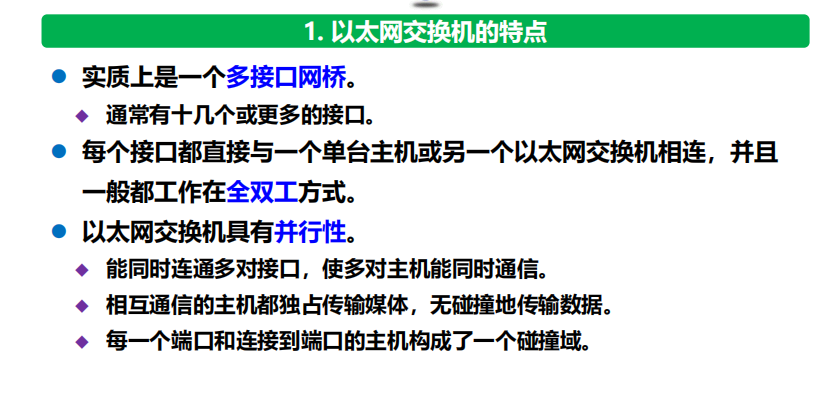 1. 以太网交换机的特点
实质上是一个多接口网桥。
通常有十几个或更多的接口。
每个接口都直接与一个单台主机或另一个以太网交换机相连，并且
一般都工作在全双工方式。
以太网交换机具有并行性。
能同时连通多对接口，使多对主机能同时通信。
相互通信的主机都独占传输媒体，无碰撞地传输数据。
每一个端口和连接到端口的主机构成了一个碰撞域。